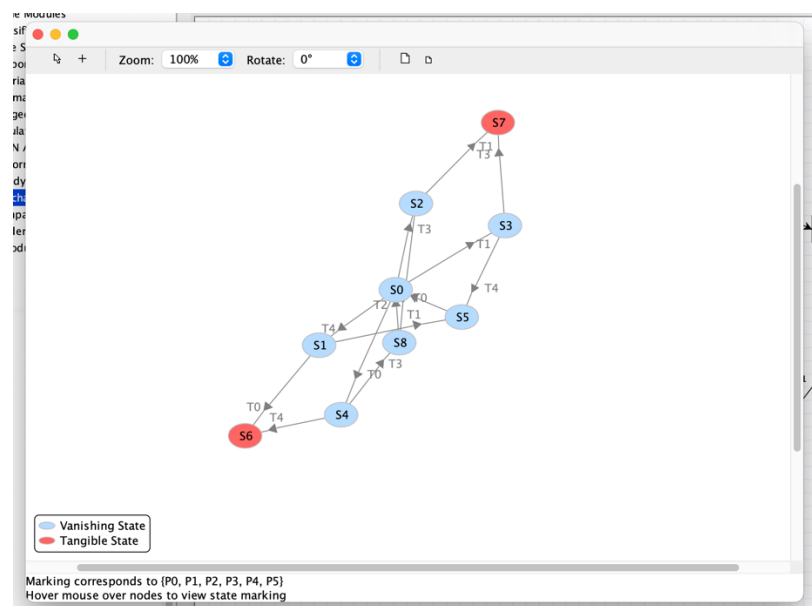 e Modules
Zoom: 100% Rotate: 0°
S7
T1
T3
S2
T3
S3
T1
S0
T4
T2
T0
S5
T1
T4
S1
S8
T3
T0
S4
T0
T4
S6
Vanishing State
Tangible State
Marking corresponds to {P0, P1, P2, P3, P4, P5}
Hover mouse over nodes to view state marking